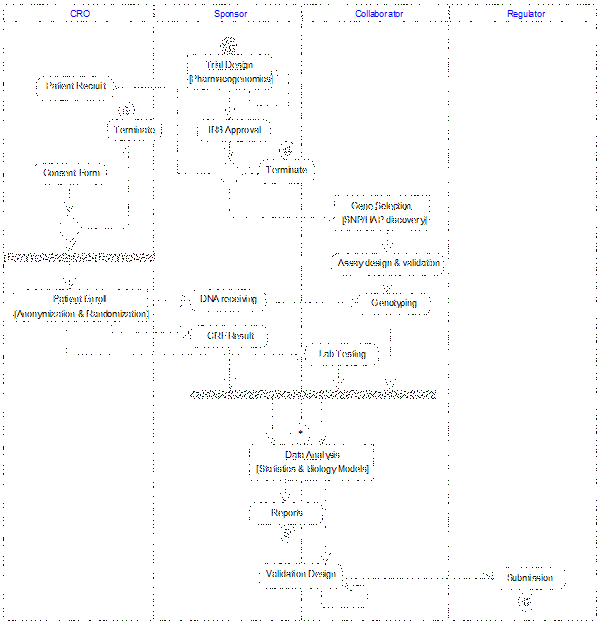 CRO
Sponsor
Collaborator
Regulator
Trial Design
[Pharmacogenomics]
Patient Recruit
Terminate
IRB Approval
Terminate
Consent Form
Gene Selection
[SNP/HAP discovery]
Assay design & validation
Patient Enroll
[Anonymization & Randomization]
DNA receiving
Genotyping
CRF Result
Lab Testing
Data Analysis
[Statistics & Biology Models]
Reports
Validation Design
Submission